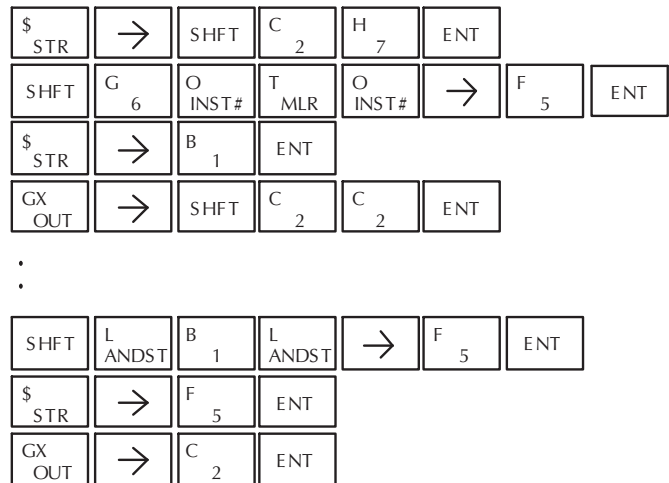 $ STR → SHFT C 2 H 7 ENT
SHFT G 6 O INST# T MLR O INST# → F 5 ENT
$ STR → B 1 ENT
GX OUT → SHFT C 2 C 2 ENT
:
SHFT L ANDST B 1 L ANDST → F 5 ENT
$ STR → F 5 ENT
GX OUT → C 2 ENT